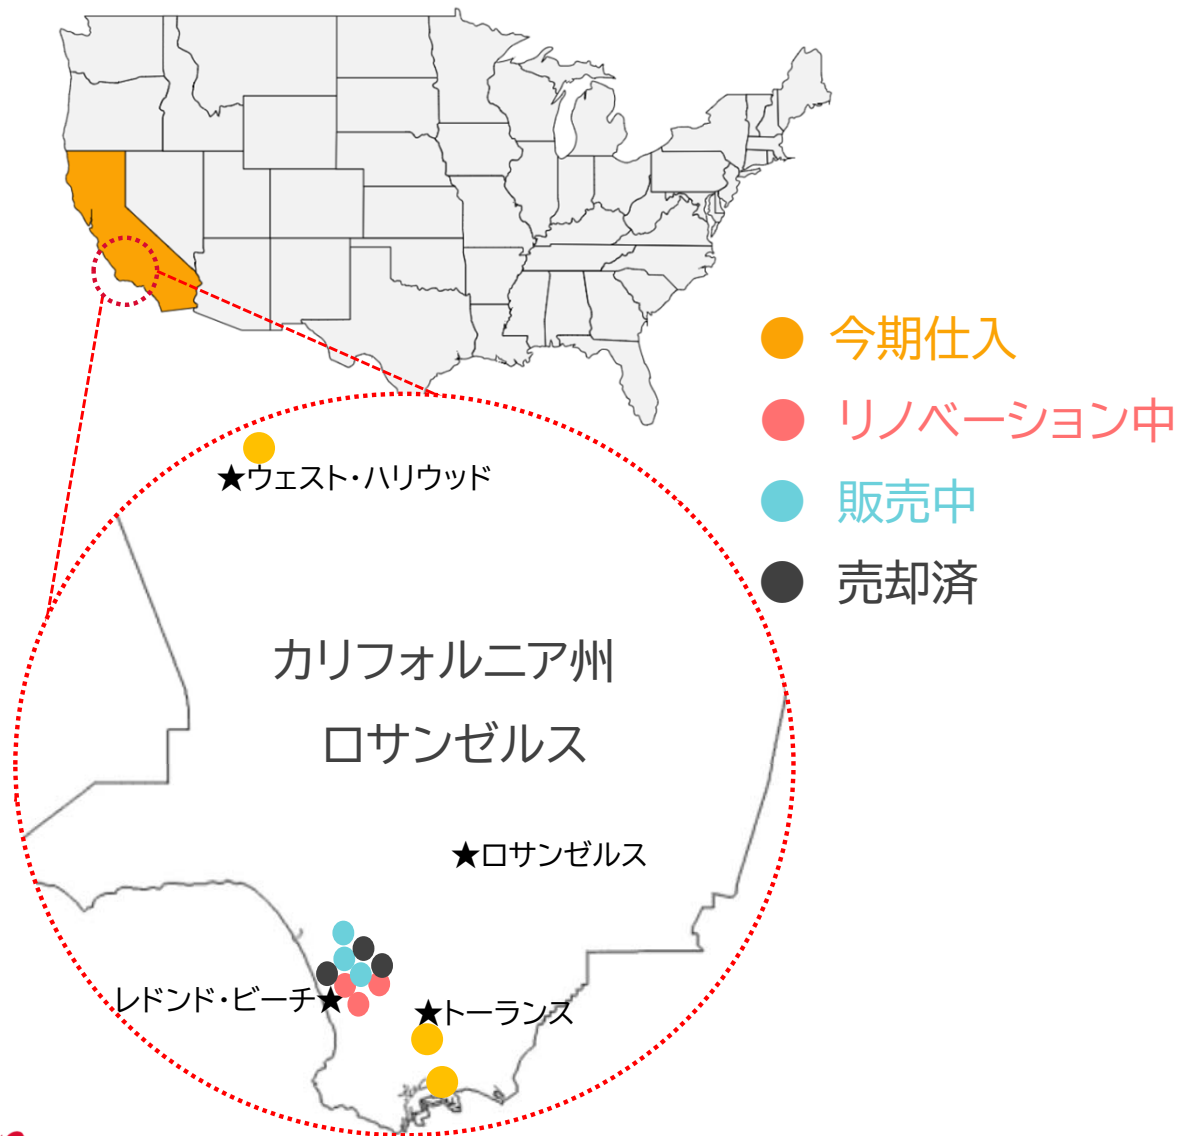 今期仕入
リノベーション中
販売中
売却済
★ウェスト・ハリウッド
カリフォルニア州
ロサンゼルス
★ロサンゼルス
レドンド・ビーチ★
★トーランス